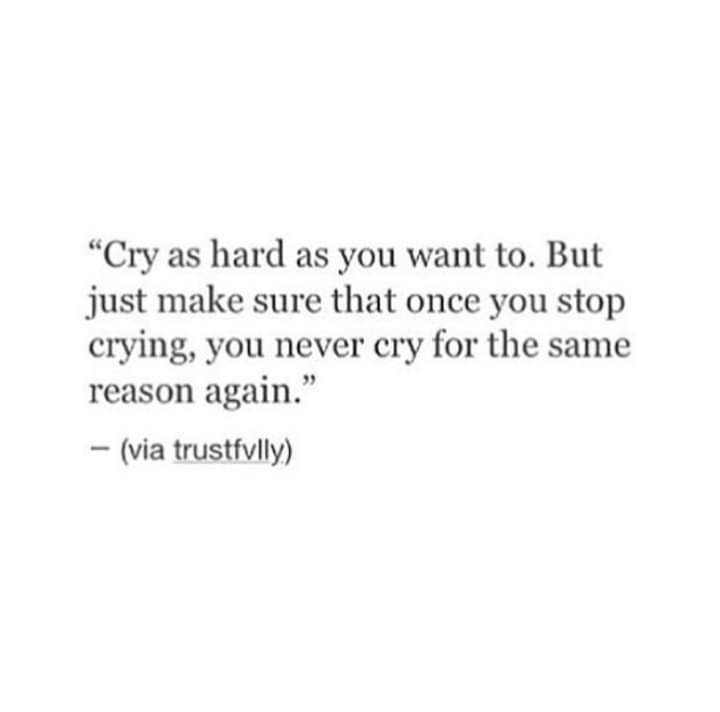 “Cry as hard as you want to. But
just make sure that once you stop
crying, you never cry for the same
reason again.”
— (via trustfvlly)